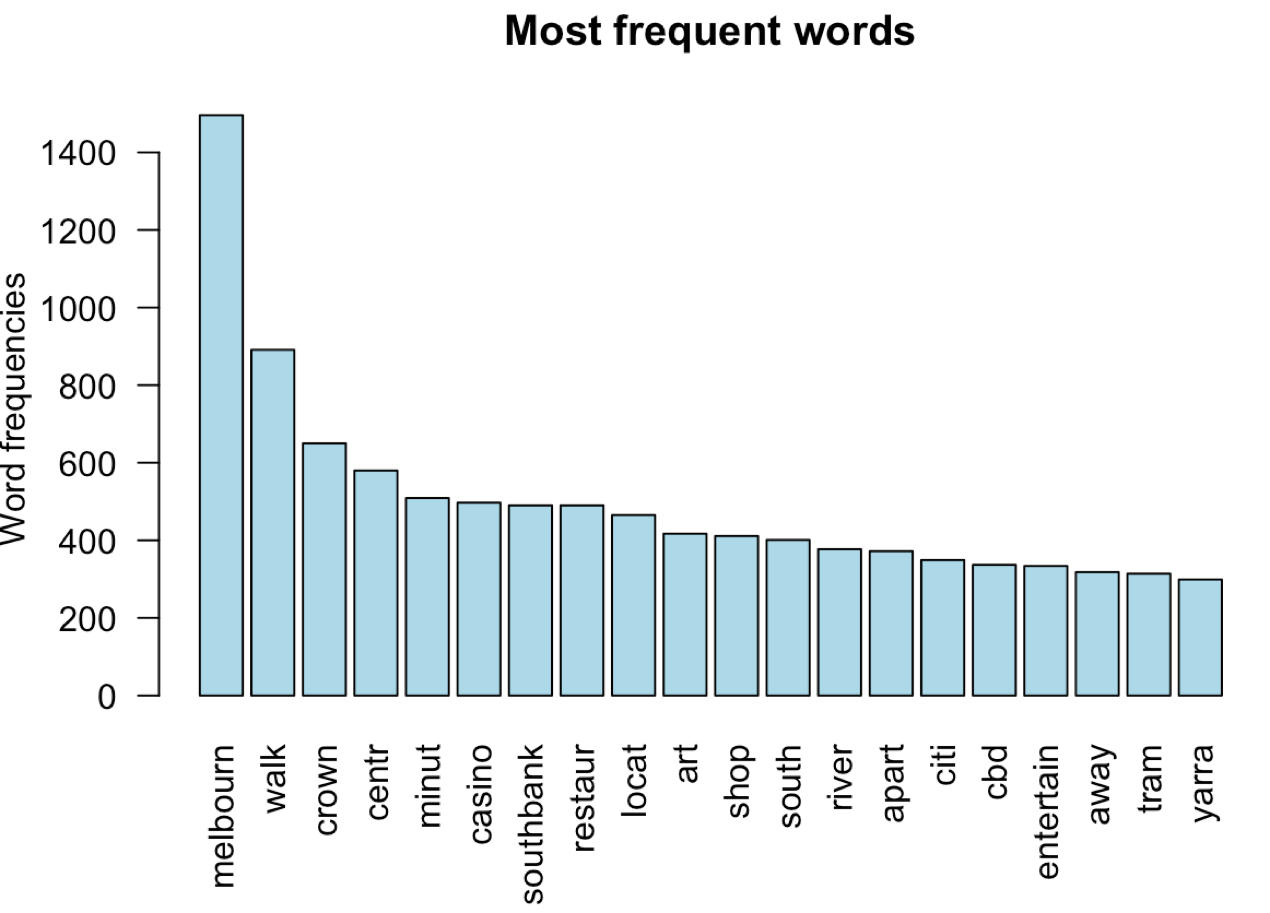 Most frequent words
Word frequencies
1400
1200
1000
800
600
400
200
0
melbourn
walk
crown
centr
minut
casino
southbank
restaur
locat
art
shop
south
river
apart
citi
cbd
entertain
away
tram
yarra